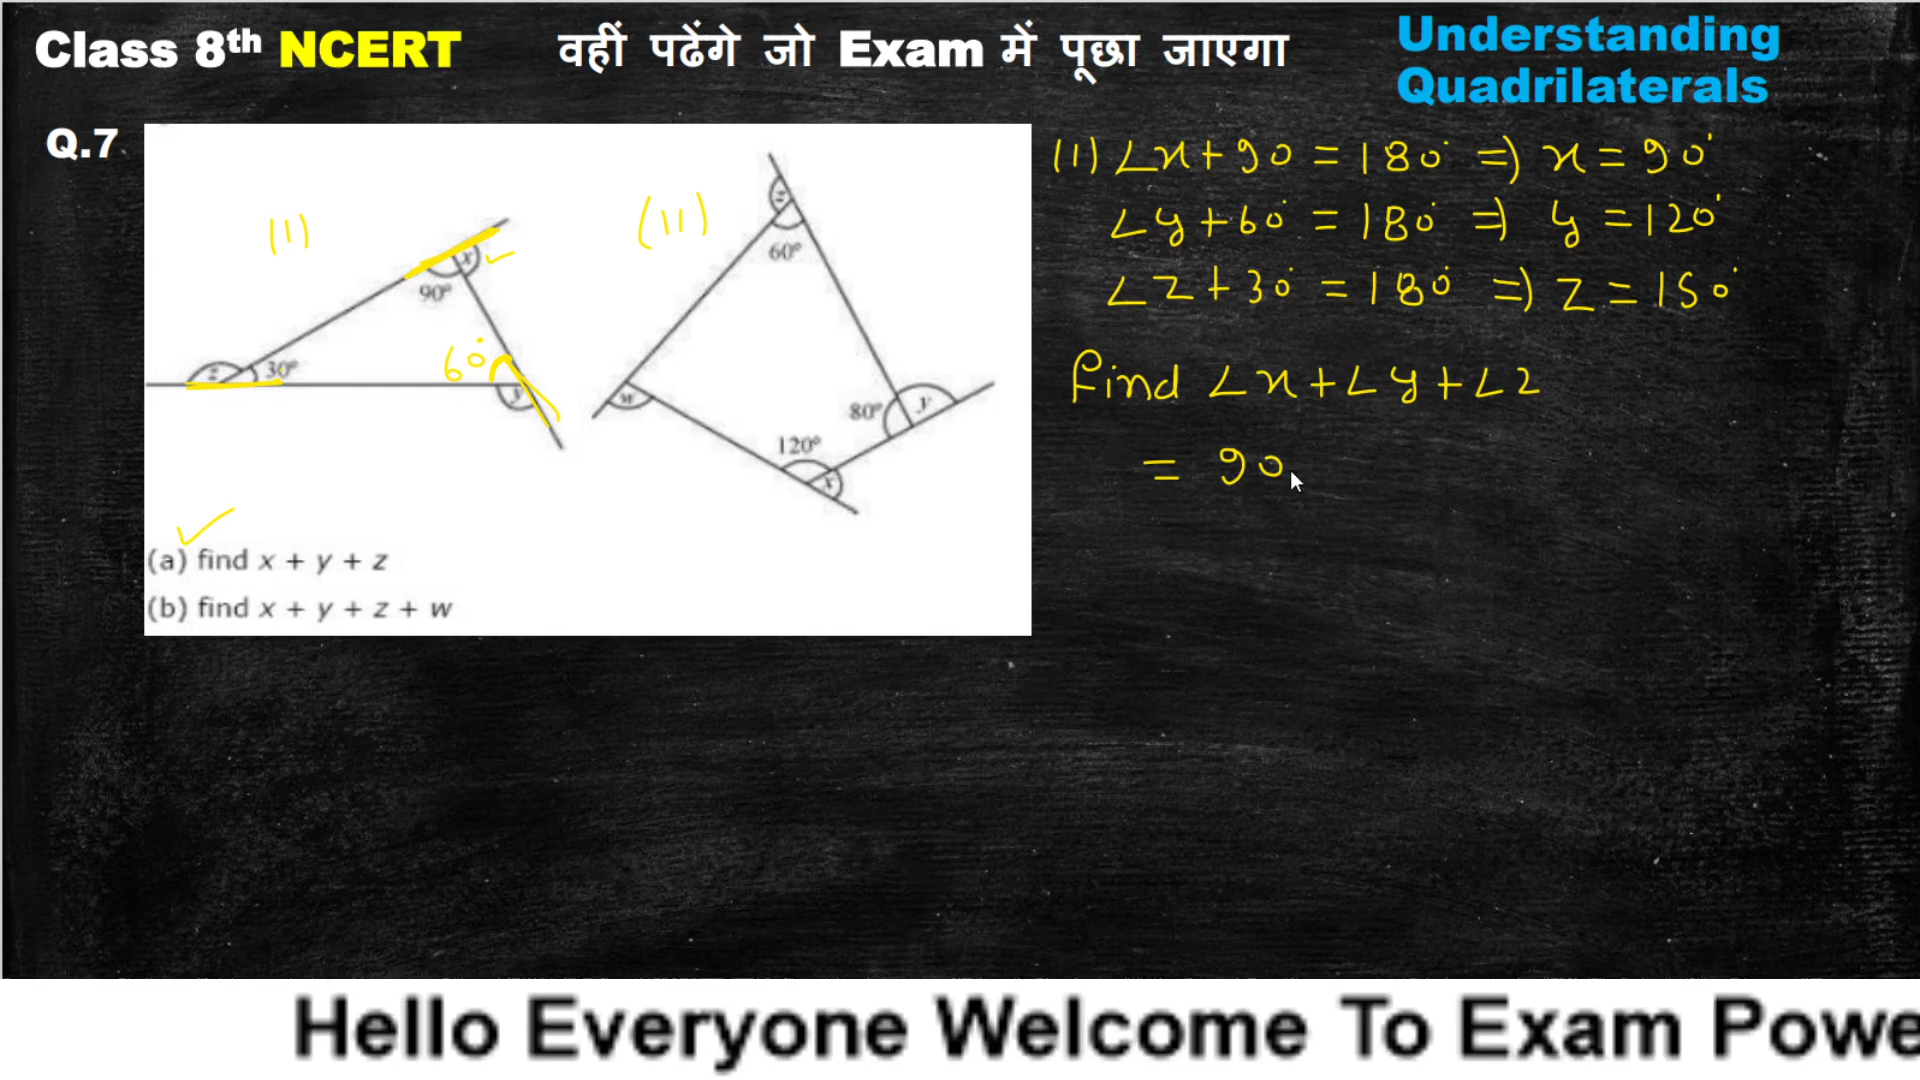 Class 8th NCERT वहीं पढेंगे जो Exam में पूछा जाएगा
Understanding
Quadrilaterals
Q.7
(I)
x
90°
z
30°
60°
y
(II)
z
60°
w
80°
y
120°
x
(a) find x + y + z
(b) find x + y + z + w
(I) ∠x + 90 = 180° ⇒ x = 90°
∠y + 60° = 180° ⇒ y = 120°
∠z + 30° = 180° ⇒ z = 150°
find ∠x + ∠y + ∠z
= 90
Hello Everyone Welcome To Exam Powe